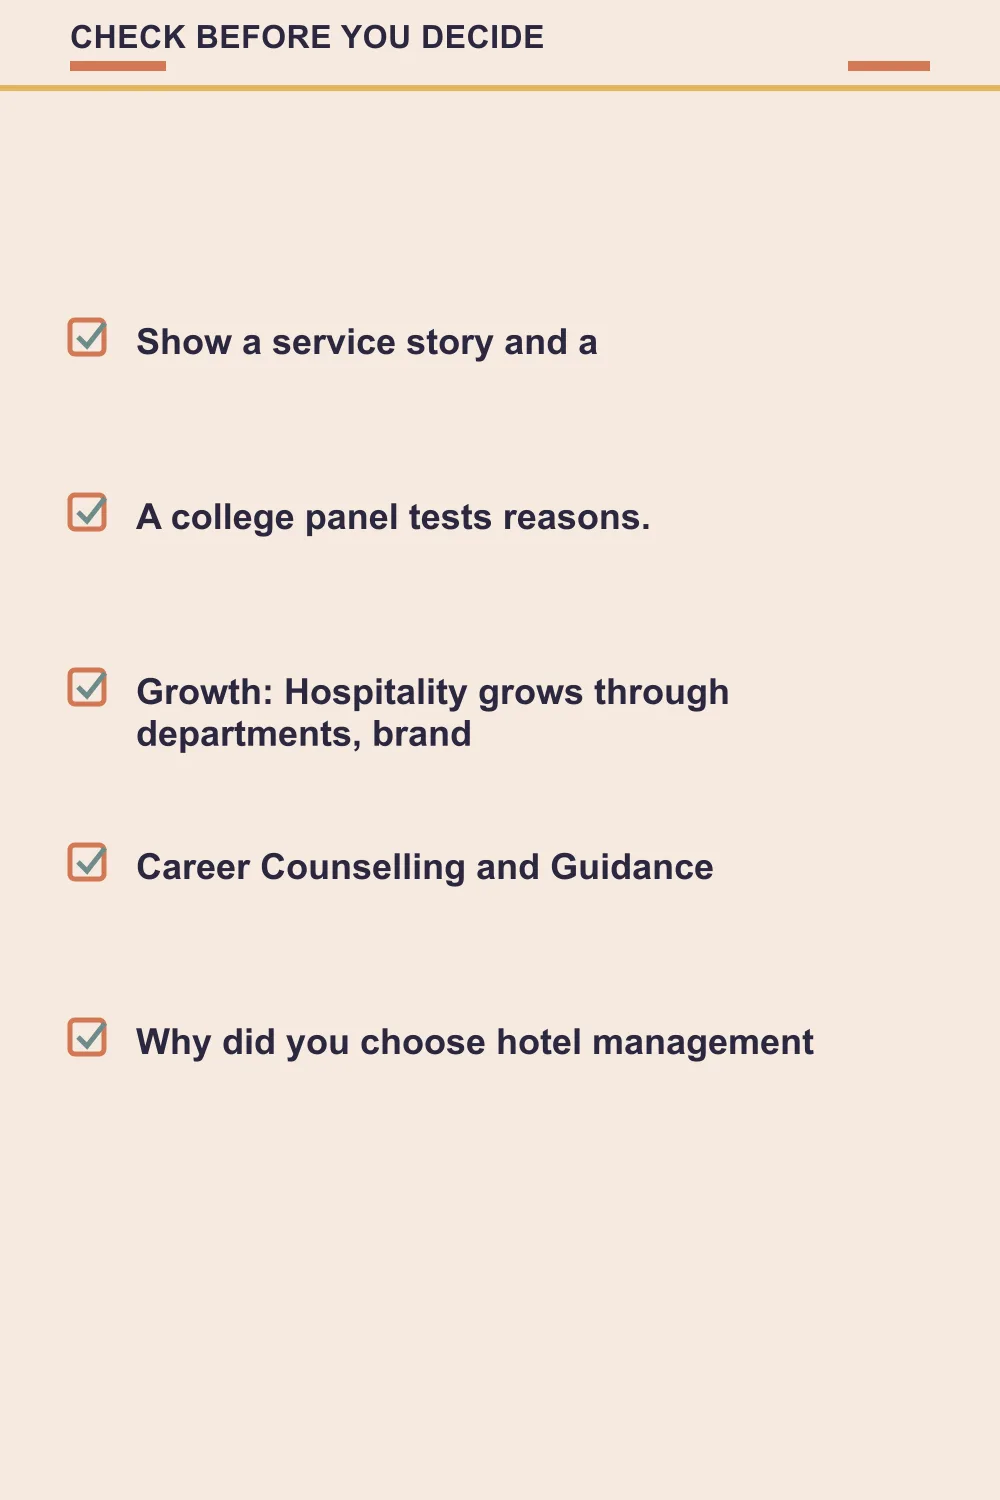 CHECK BEFORE YOU DECIDE
Show a service story and a
A college panel tests reasons.
Growth: Hospitality grows through
departments, brand
Career Counselling and Guidance
Why did you choose hotel management